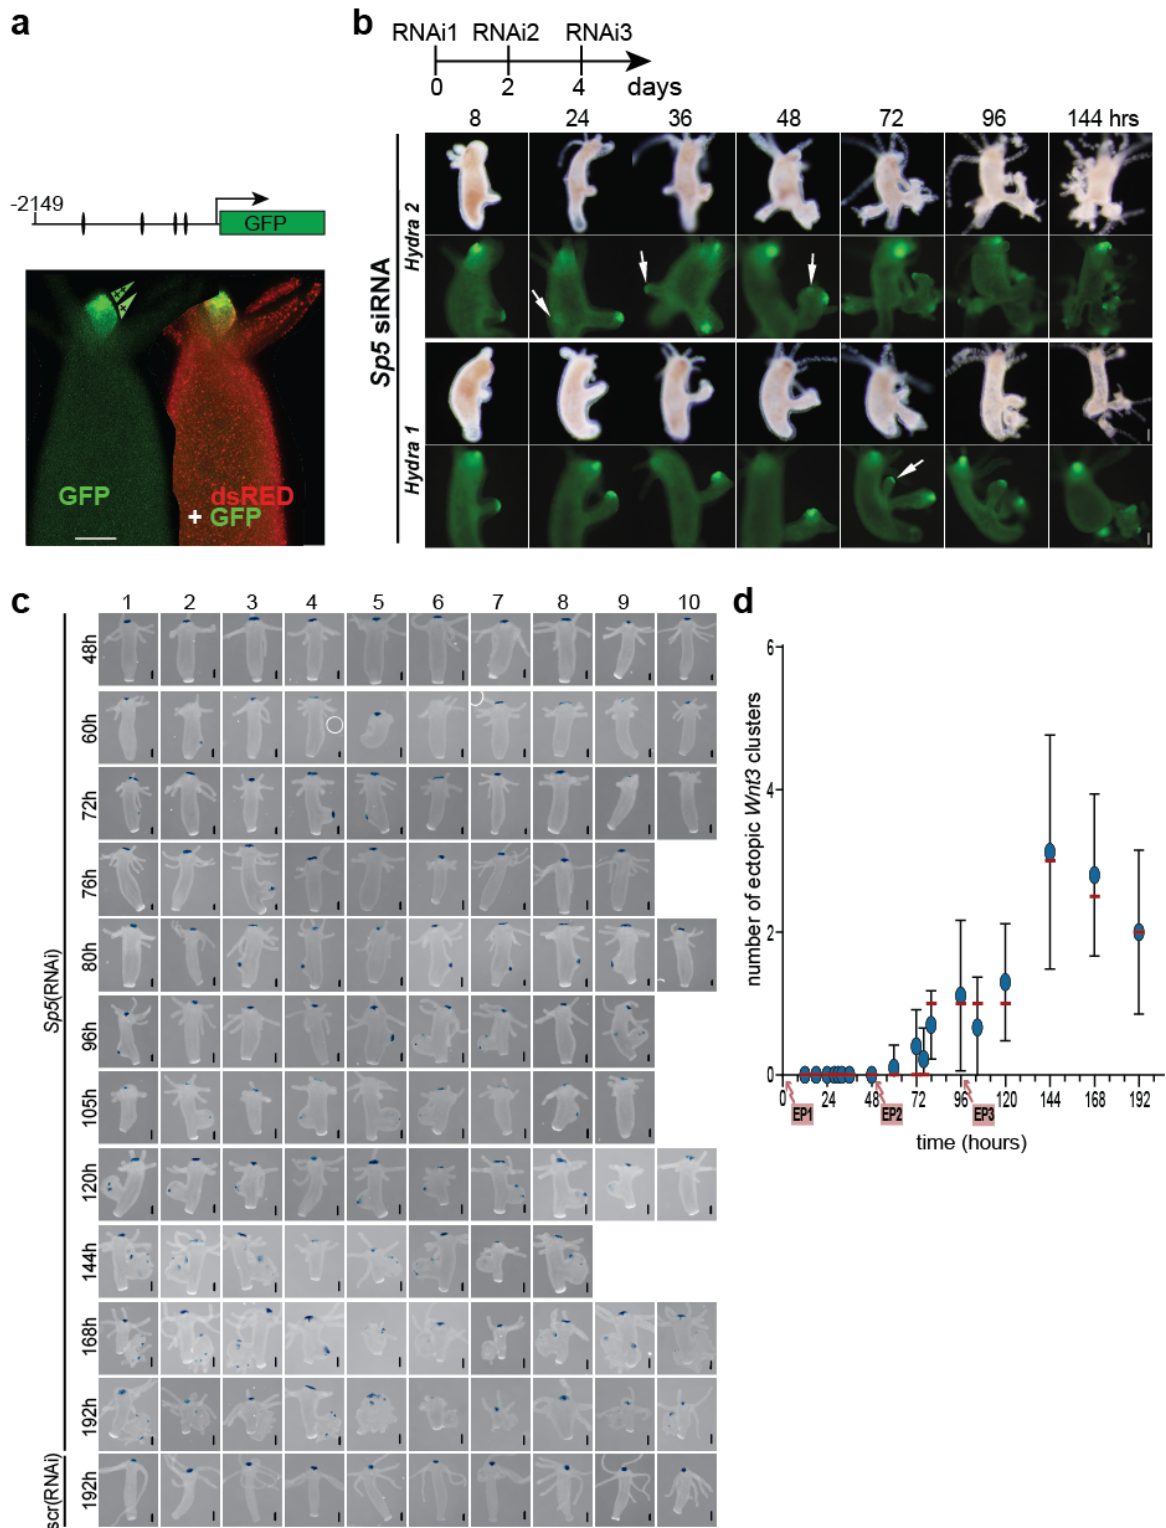 a
-2149
GFP
GFP
dsRED
+ GFP
b
RNAi1 RNAi2 RNAi3
0 2 4 days
8 24 36 48 72 96 144 hrs
Sp5 siRNA
Hydra 2
Hydra 1
c
1 2 3 4 5 6 7 8 9 10
Sp5(RNAi)
48h
60h
72h
76h
80h
96h
105h
120h
144h
168h
192h
scr(RNAi)
192h
d
number of ectopic Wnt3 clusters
6
4
2
0
0 24 48 72 96 120 144 168 192
EP1 EP2 EP3
time (hours)